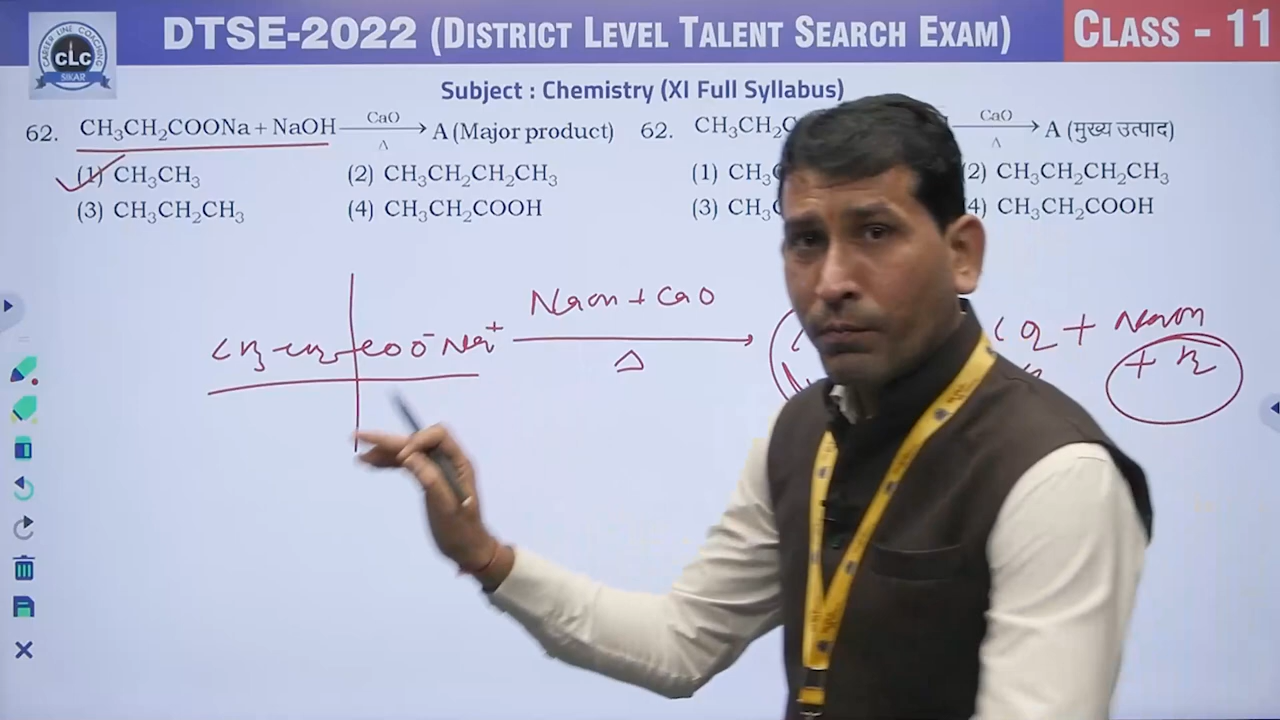 DTSE-2022 (DISTRICT LEVEL TALENT SEARCH EXAM)
CLASS - 11
CAREER LINE COACHING
CLC
SIKAR
Subject : Chemistry (XI Full Syllabus)
62. CH₃CH₂COONa + NaOH —CaO/Δ→ A (Major product)
(1) CH₃CH₃ (2) CH₃CH₂CH₂CH₃
(3) CH₃CH₂CH₃ (4) CH₃CH₂COOH
62. CH₃CH₂C —CaO/Δ→ A (मुख्य उत्पाद)
(1) CH₃ 2) CH₃CH₂CH₂CH₃
(3) CH₃C 4) CH₃CH₂COOH
NaOH + CaO
CH₃-CH₂-COO⁻Na⁺
Δ